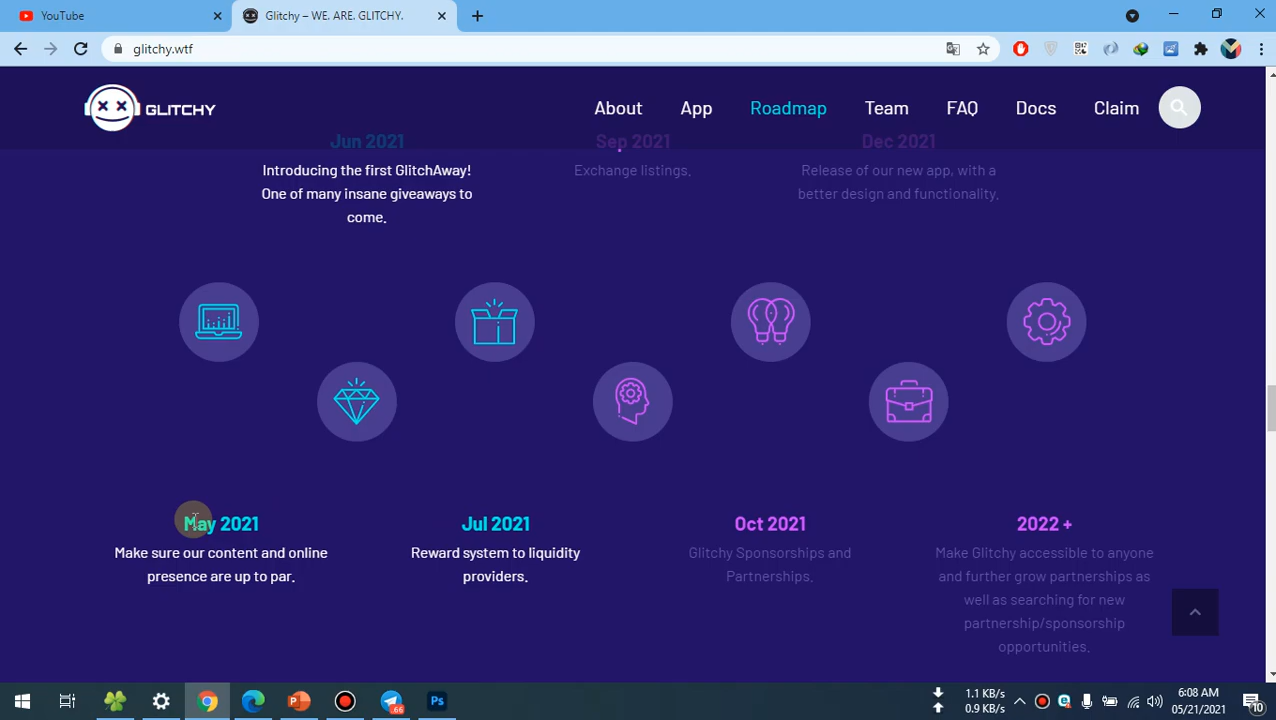 YouTube
Glitchy – WE. ARE. GLITCHY.
glitchy.wtf
GLITCHY
About
App
Roadmap
Team
FAQ
Docs
Claim
Jun 2021
Introducing the first GlitchAway!
One of many insane giveaways to
come.
Sep 2021
Exchange listings.
Dec 2021
Release of our new app, with a
better design and functionality.
May 2021
Make sure our content and online
presence are up to par.
Jul 2021
Reward system to liquidity
providers.
Oct 2021
Glitchy Sponsorships and
Partnerships.
2022 +
Make Glitchy accessible to anyone
and further grow partnerships as
well as searching for new
partnership/sponsorship
opportunities.
66
Ps
1.1 KB/s
0.9 KB/s
6:08 AM
05/21/2021
10